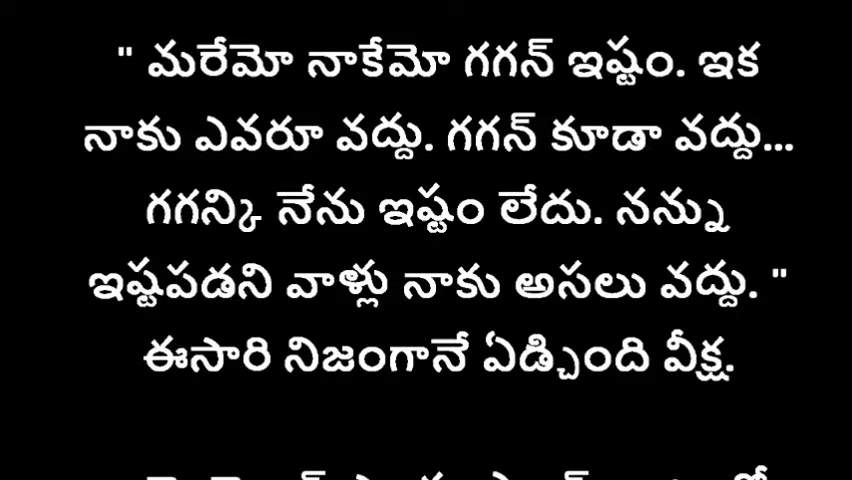 " మరేమో నాకేమో గగన్ ఇష్టం. ఇక
నాకు ఎవరూ వద్దు. గగన్ కూడా వద్దు...
గగన్కి నేను ఇష్టం లేదు. నన్ను
ఇష్టపడని వాళ్లు నాకు అసలు వద్దు. "
ఈసారి నిజంగానే ఏడ్చింది వీక్ష.